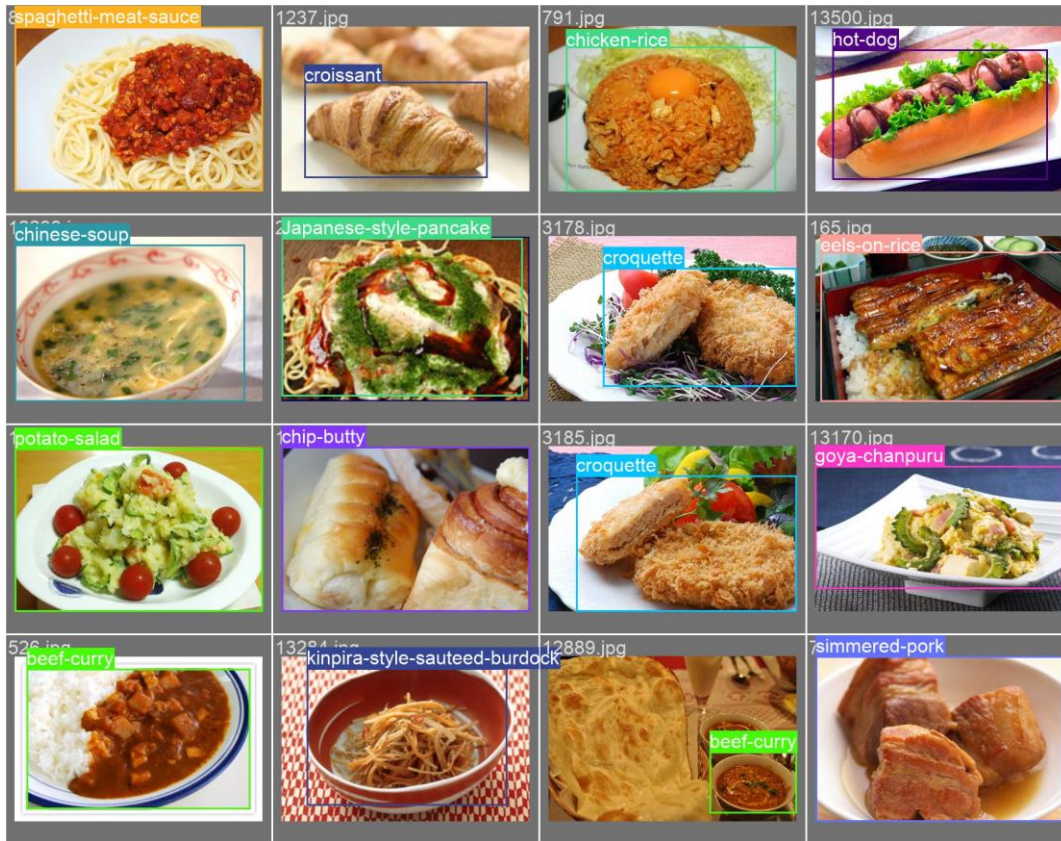 spaghetti-meat-sauce
1237.jpg
croissant
791.jpg
chicken-rice
13500.jpg
hot-dog
chinese-soup
Japanese-style-pancake
3178.jpg
croquette
165.jpg
eels-on-rice
potato-salad
chip-butty
3185.jpg
croquette
13170.jpg
goya-chanpuru
526.jpg
beef-curry
13284.jpg
kinpira-style-sauteed-burdock
12889.jpg
beef-curry
simmered-pork